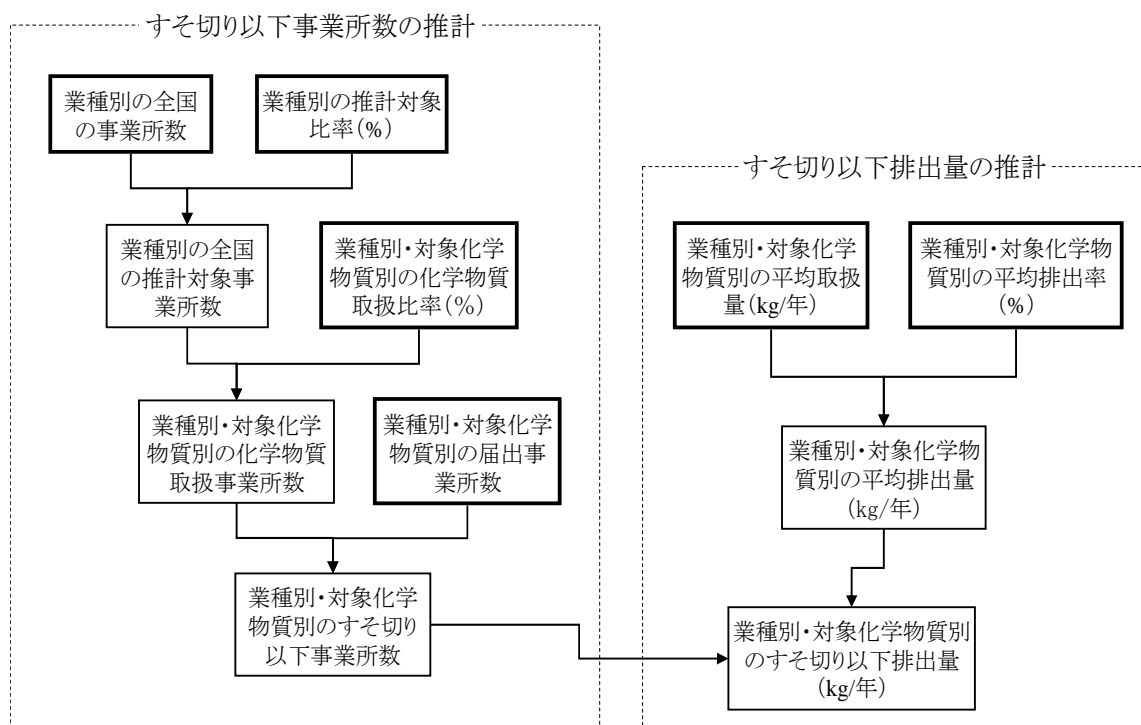 すそ切り以下事業所数の推計
業種別の全国
の事業所数
業種別の推計対象
比率(%)
業種別の全国
の推計対象事
業所数
業種別・対象化学
物質別の化学物質
取扱比率(%)
業種別・対象化学
物質別の化学物質
取扱事業所数
業種別・対象化学
物質別の届出事
業所数
業種別・対象化学
物質別のすそ切り
以下事業所数
すそ切り以下排出量の推計
業種別・対象化学
物質別の平均取扱
量(kg/年)
業種別・対象化学物
質別の平均排出率
(%)
業種別・対象化学物
質別の平均排出量
(kg/年)
業種別・対象化学物質別
のすそ切り以下排出量
(kg/年)